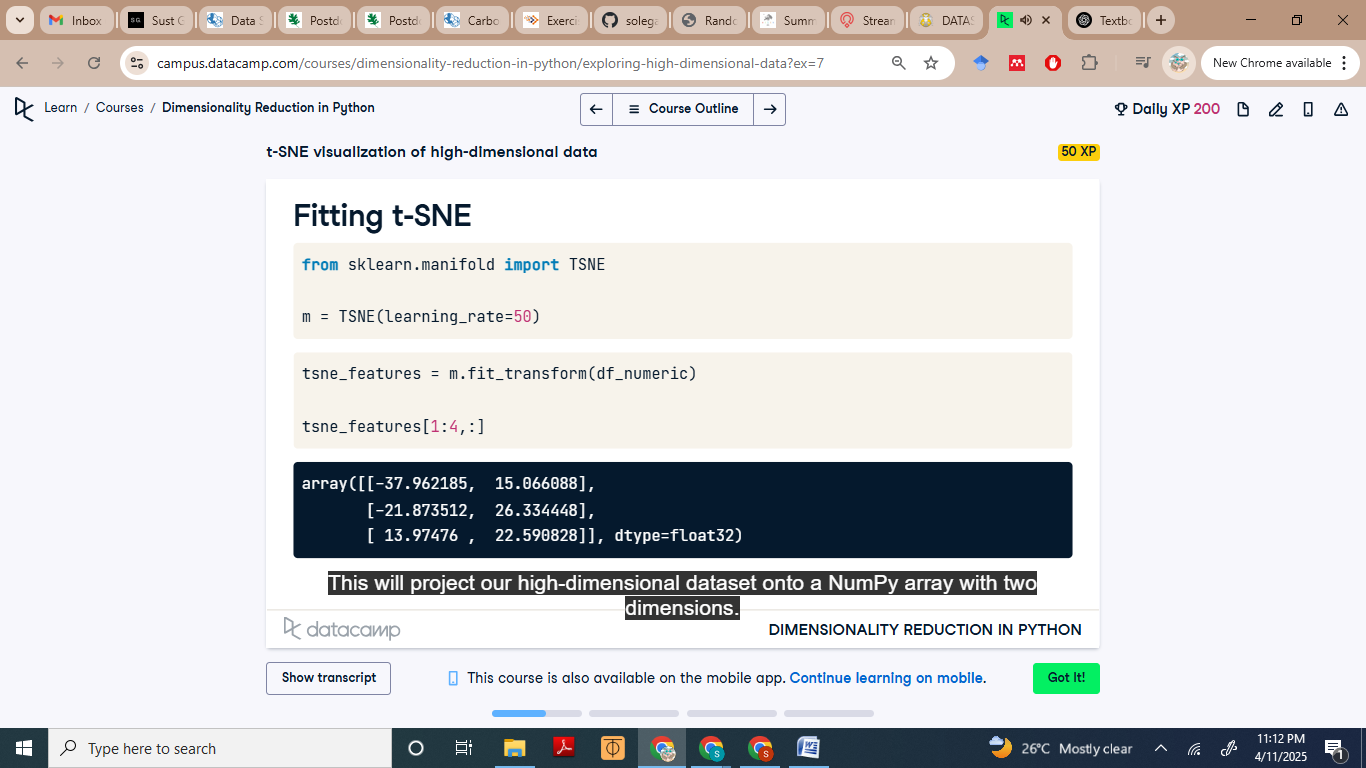 Inbox
Sust G
Data S
Postdo
Postdo
Carbo
Exerci
solega
Rando
Summ
Stream
DATAS
Textbo
campus.datacamp.com/courses/dimensionality-reduction-in-python/exploring-high-dimensional-data?ex=7
New Chrome available
Learn / Courses / Dimensionality Reduction in Python
Course Outline
Daily XP 200
t-SNE visualization of high-dimensional data
50 XP
Fitting t-SNE
from sklearn.manifold import TSNE
m = TSNE(learning_rate=50)
tsne_features = m.fit_transform(df_numeric)
tsne_features[1:4,:]
array([[-37.962185, 15.066088],
[-21.873512, 26.334448],
[ 13.97476 , 22.590828]], dtype=float32)
This will project our high-dimensional dataset onto a NumPy array with two
dimensions.
datacamp
DIMENSIONALITY REDUCTION IN PYTHON
Show transcript
This course is also available on the mobile app. Continue learning on mobile.
Got It!
Type here to search
26°C Mostly clear
11:12 PM
4/11/2025
1